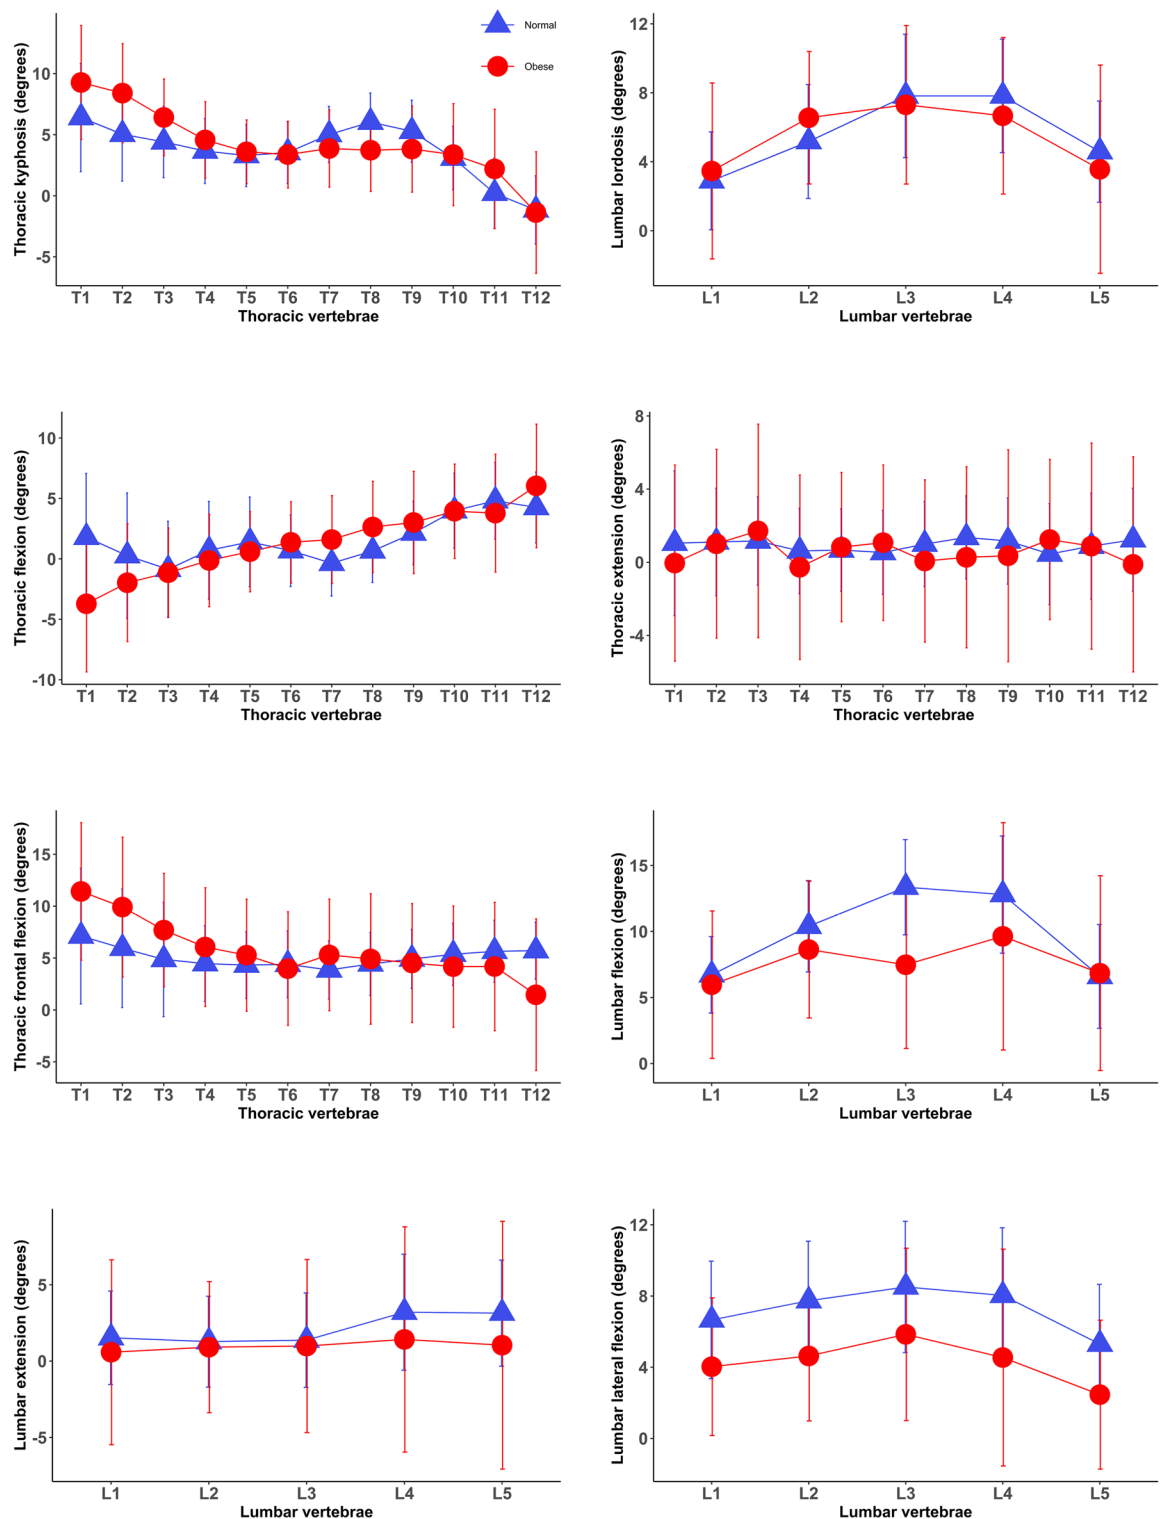 Normal
Obese
Thoracic kyphosis (degrees)
10
5
0
-5
T1 T2 T3 T4 T5 T6 T7 T8 T9 T10 T11 T12
Thoracic vertebrae
Lumbar lordosis (degrees)
12
8
4
0
L1 L2 L3 L4 L5
Lumbar vertebrae
Thoracic flexion (degrees)
10
5
0
-5
-10
T1 T2 T3 T4 T5 T6 T7 T8 T9 T10 T11 T12
Thoracic vertebrae
Thoracic extension (degrees)
8
4
0
-4
T1 T2 T3 T4 T5 T6 T7 T8 T9 T10 T11 T12
Thoracic vertebrae
Thoracic frontal flexion (degrees)
15
10
5
0
-5
T1 T2 T3 T4 T5 T6 T7 T8 T9 T10 T11 T12
Thoracic vertebrae
Lumbar flexion (degrees)
15
10
5
0
L1 L2 L3 L4 L5
Lumbar vertebrae
Lumbar extension (degrees)
5
0
-5
L1 L2 L3 L4 L5
Lumbar vertebrae
Lumbar lateral flexion (degrees)
12
8
4
0
L1 L2 L3 L4 L5
Lumbar vertebrae